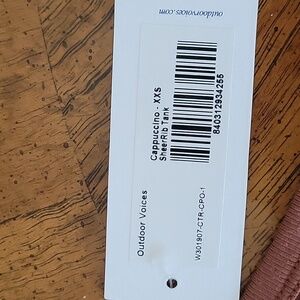 outdoorvoices.com
Cappuccino - XXS
SheerRib Tank
840312934255
Outdoor Voices
W301907-CTR-CPO-1